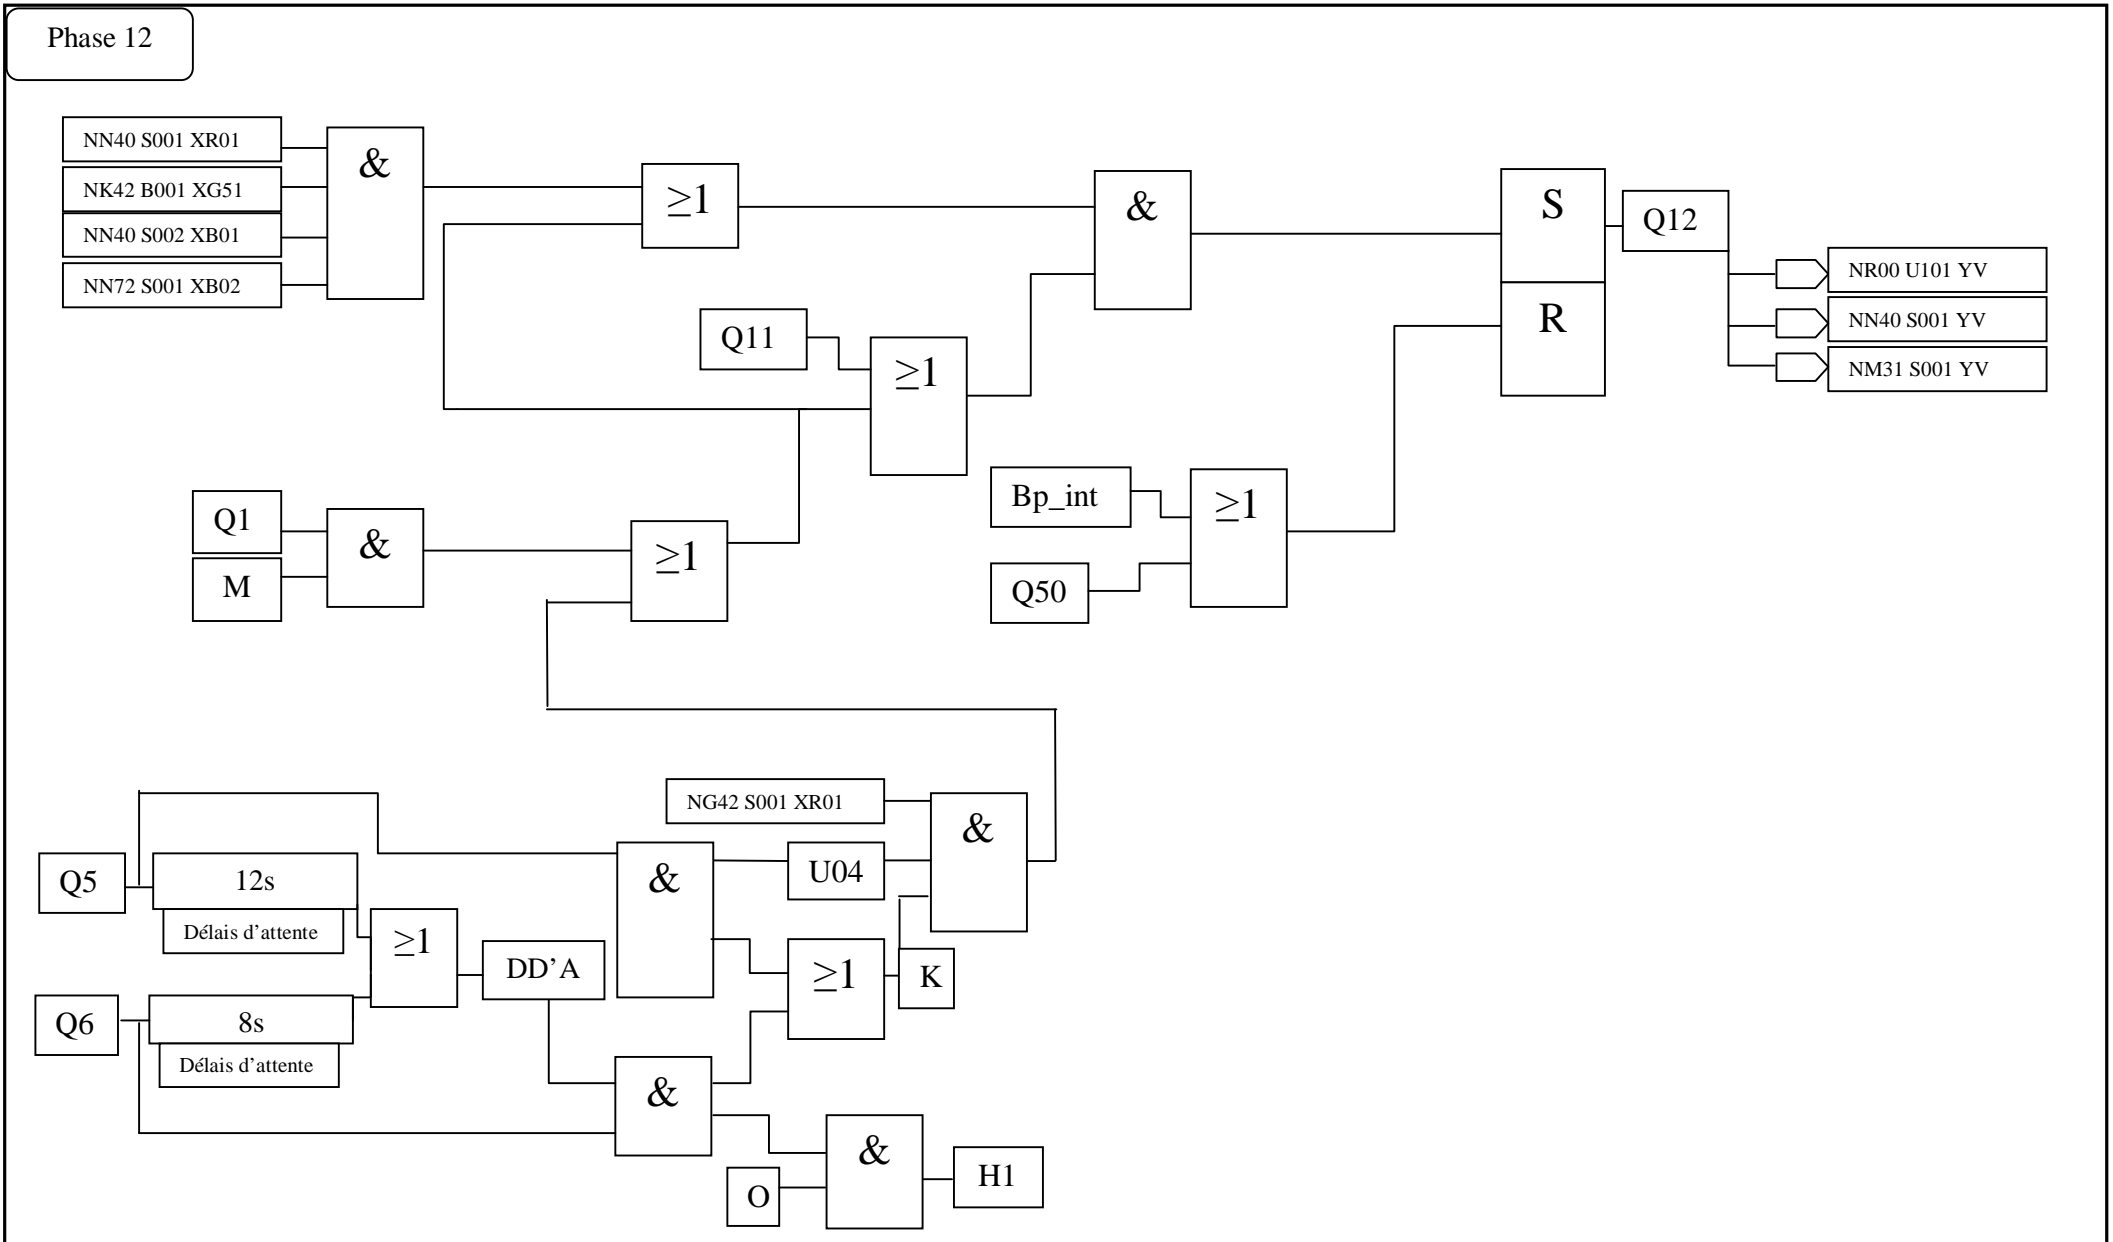 Phase 12
NN40 S001 XR01
NK42 B001 XG51
NN40 S002 XB01
NN72 S001 XB02
&
≥1
&
S
R
Q12
NR00 U101 YV
NN40 S001 YV
NM31 S001 YV
Q11
≥1
Bp_int
Q50
≥1
Q1
M
&
≥1
NG42 S001 XR01
&
U04
&
Q5
12s
Délais d'attente
≥1
DD'A
≥1
K
Q6
8s
Délais d'attente
&
&
O
H1